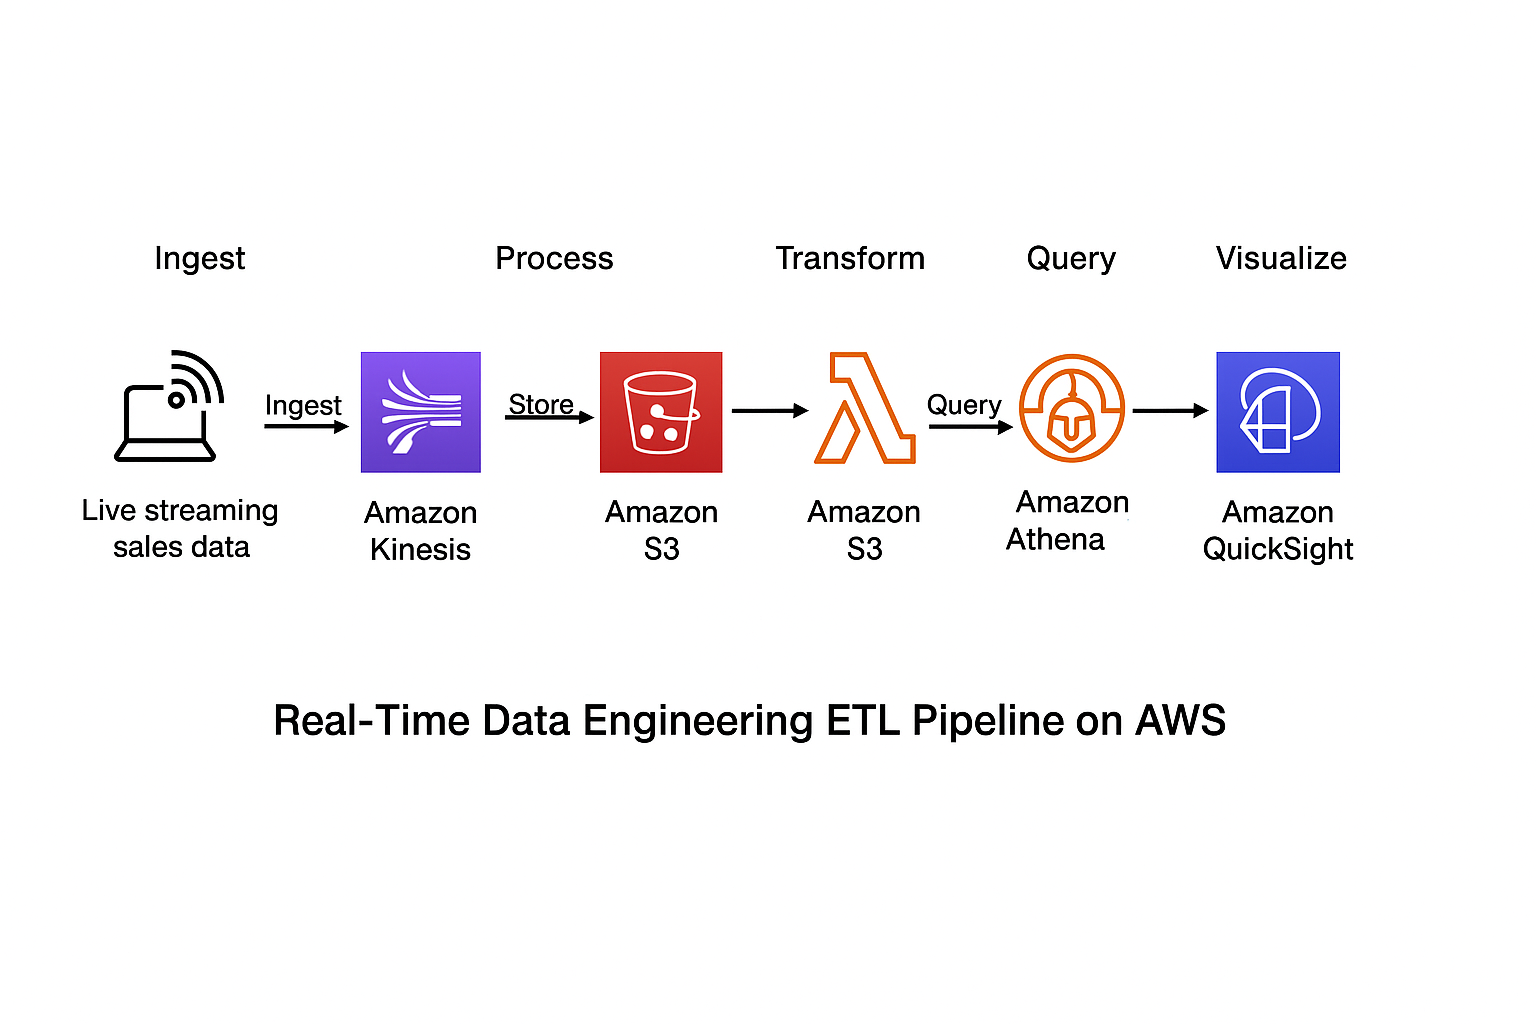 Ingest
Process
Transform
Query
Visualize
Ingest
Store
Query
Live streaming
sales data
Amazon
Kinesis
Amazon
S3
Amazon
S3
Amazon
Athena
Amazon
QuickSight
Real-Time Data Engineering ETL Pipeline on AWS